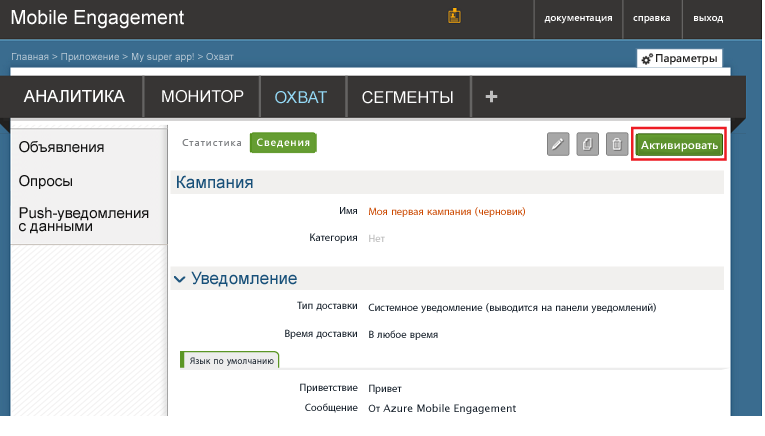 Mobile Engagement
документация справка выход
Главная > Приложение > My super app! > Охват
Параметры
АНАЛИТИКА МОНИТОР ОХВАТ СЕГМЕНТЫ +
Объявления
Опросы
Push-уведомления
с данными
Статистика Сведения
Активировать
Кампания
Имя Моя первая кампания (черновик)
Категория Нет
Уведомление
Тип доставки Системное уведомление (выводится на панели уведомлений)
Время доставки В любое время
Язык по умолчанию
Приветствие Привет
Сообщение От Azure Mobile Engagement